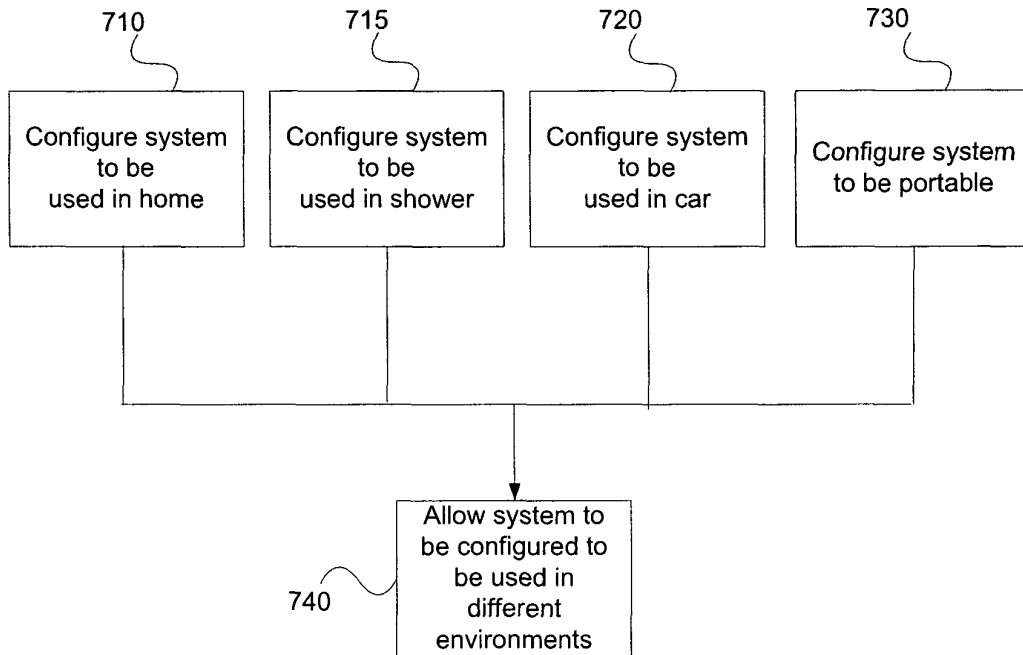 710
715
720
730
Configure system
to be
used in home
Configure system
to be
used in shower
Configure system
to be
used in car
Configure system
to be portable
Allow system to
be configured to
be used in
different
environments
740